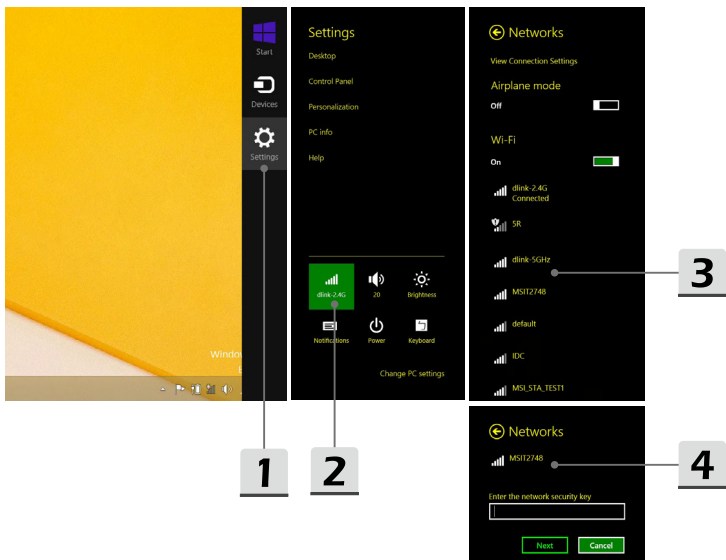 Start
Devices
Settings
Windo
1
Settings
Desktop
Control Panel
Personalization
PC info
Help
dlink-2.4G
20
Brightness
Notifications
Power
Keyboard
Change PC settings
2
Networks
View Connection Settings
Airplane mode
Off
Wi-Fi
On
dlink-2.4G
Connected
5R
dlink-5GHz
MSIT2748
default
IDC
MSI_STA_TEST1
3
Networks
MSIT2748
Enter the network security key
Next
Cancel
4